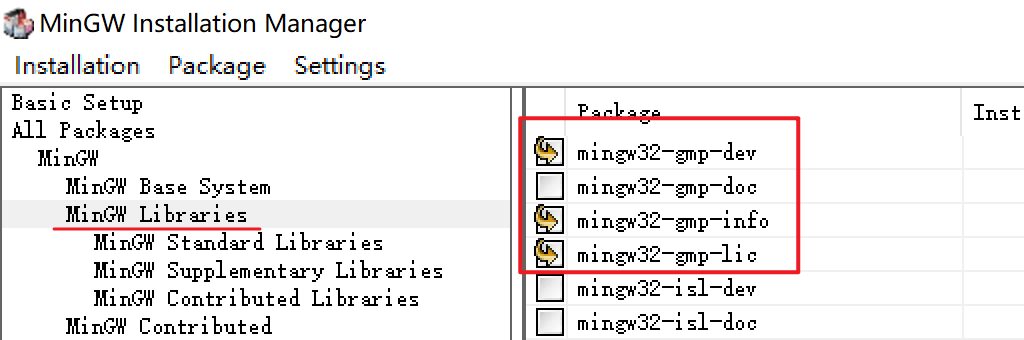 MinGW Installation Manager
Installation Package Settings
Basic Setup
All Packages
MinGW
MinGW Base System
MinGW Libraries
MinGW Standard Libraries
MinGW Supplementary Libraries
MinGW Contributed Libraries
MinGW Contributed
Package Inst
mingw32-gmp-dev
mingw32-gmp-doc
mingw32-gmp-info
mingw32-gmp-lic
mingw32-isl-dev
mingw32-isl-doc